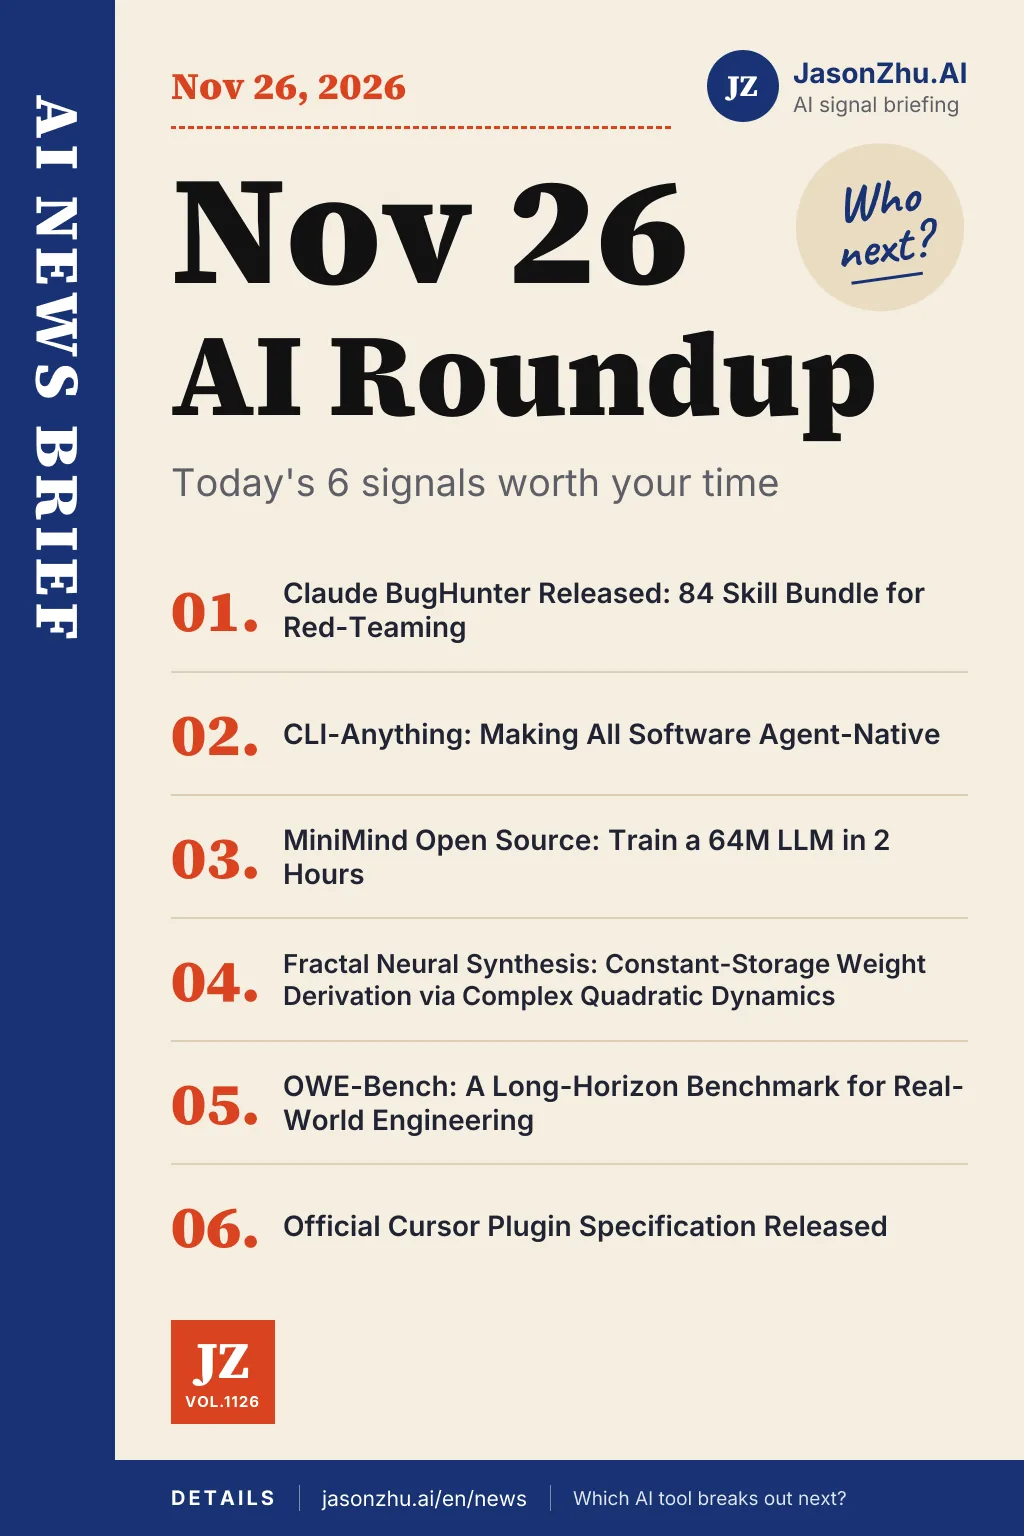 AI NEWS BRIEF
Nov 26, 2026
JZ
JasonZhu.AI
AI signal briefing
Who
next?
Nov 26
AI Roundup
Today's 6 signals worth your time
01.
Claude BugHunter Released: 84 Skill Bundle for
Red-Teaming
02.
CLI-Anything: Making All Software Agent-Native
03.
MiniMind Open Source: Train a 64M LLM in 2
Hours
04.
Fractal Neural Synthesis: Constant-Storage Weight
Derivation via Complex Quadratic Dynamics
05.
OWE-Bench: A Long-Horizon Benchmark for Real-
World Engineering
06.
Official Cursor Plugin Specification Released
JZ
VOL.1126
DETAILS
jasonzhu.ai/en/news
Which AI tool breaks out next?